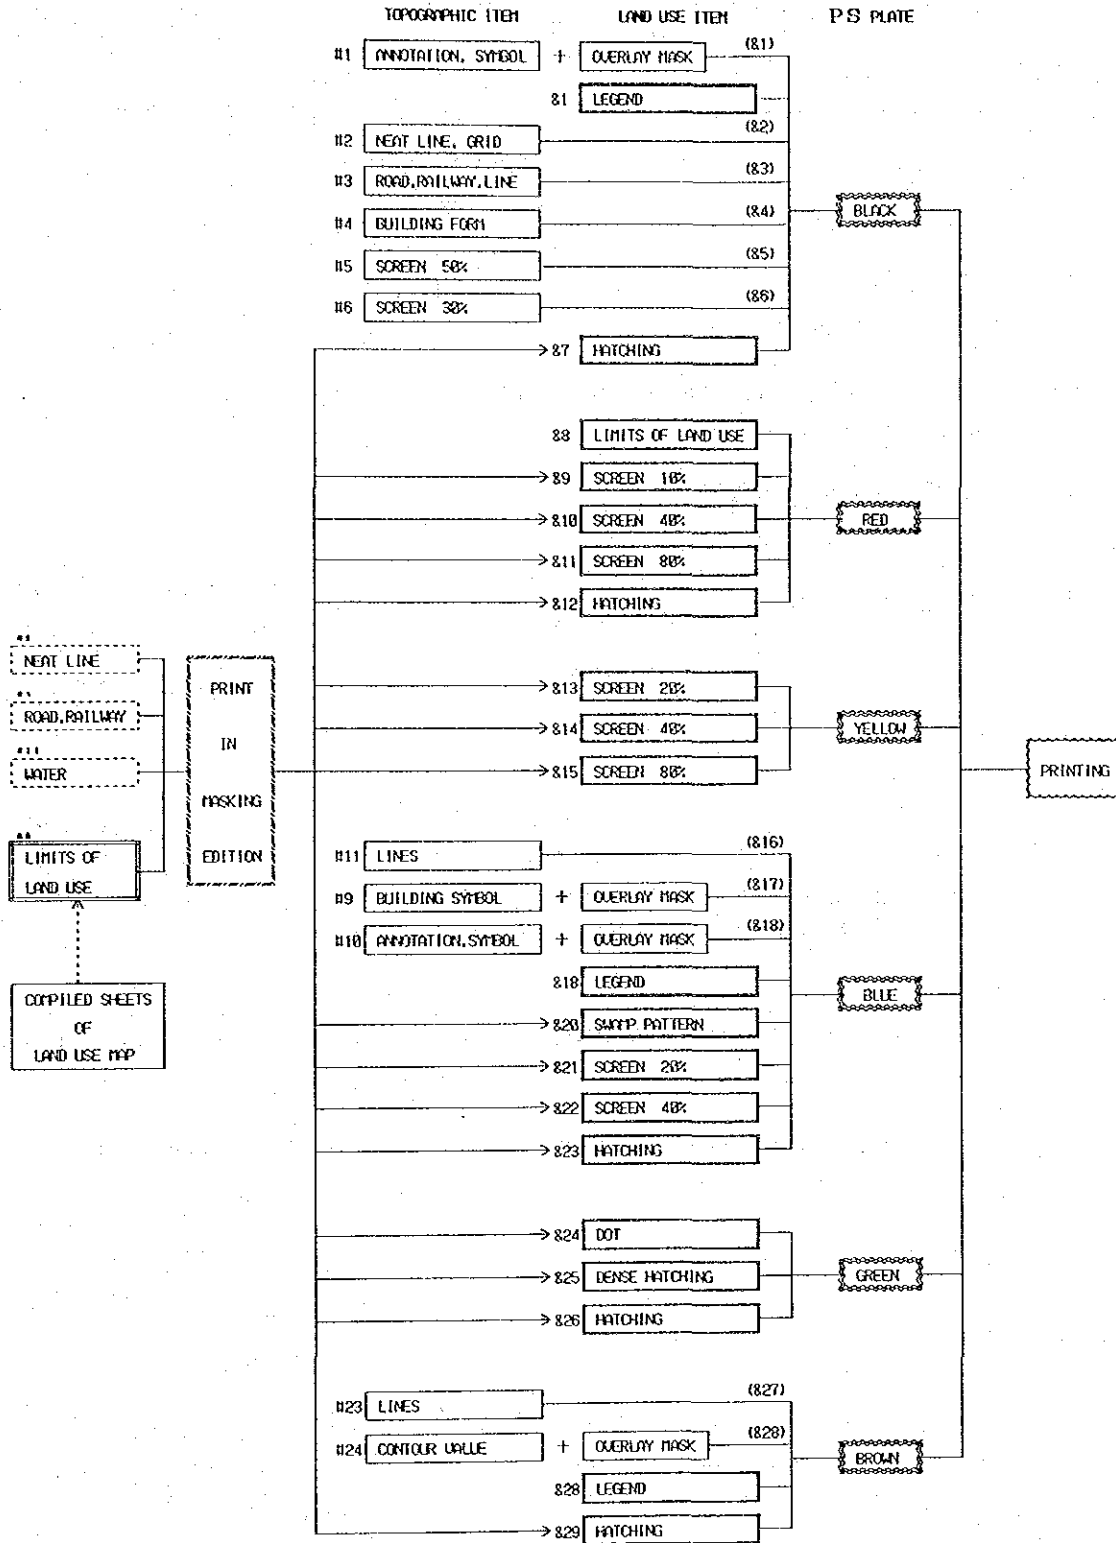 TOPOGRAPHIC ITEM LAND USE ITEM PS PLATE
#1 ANNOTATION, SYMBOL + OVERLAY MASK (&1)
&1 LEGEND
#2 NEAT LINE, GRID (&2)
#3 ROAD,RAILWAY,LINE (&3)
#4 BUILDING FORM (&4)
BLACK
#5 SCREEN 50% (&5)
#6 SCREEN 30% (&6)
&7 HATCHING
&8 LIMITS OF LAND USE
&9 SCREEN 10%
&10 SCREEN 40%
RED
&11 SCREEN 80%
&12 HATCHING
NEAT LINE
ROAD,RAILWAY
#11
WATER
LIMITS OF
LAND USE
COMPILED SHEETS
OF
LAND USE MAP
PRINT
IN
MASKING
EDITION
&13 SCREEN 20%
&14 SCREEN 40%
YELLOW
&15 SCREEN 80%
PRINTING
#11 LINES (&16)
#9 BUILDING SYMBOL + OVERLAY MASK (&17)
#10 ANNOTATION,SYMBOL + OVERLAY MASK (&18)
&18 LEGEND
BLUE
&20 SWAMP PATTERN
&21 SCREEN 20%
&22 SCREEN 40%
&23 HATCHING
&24 DOT
&25 DENSE HATCHING
GREEN
&26 HATCHING
#23 LINES (&27)
#24 CONTOUR VALUE + OVERLAY MASK (&28)
BROWN
&28 LEGEND
&29 HATCHING